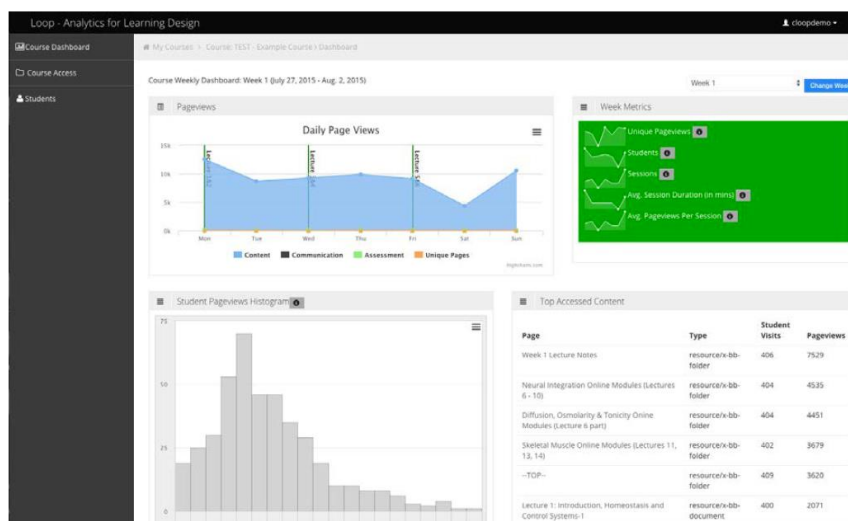 Loop - Analytics for Learning Design
cloopdemo
Course Dashboard
Course Access
Students
My Courses > Course: TEST - Example Course > Dashboard
Course Weekly Dashboard: Week 1 (July 27, 2015 - Aug. 2, 2015)
Week 1
Change Wee
Pageviews
Daily Page Views
15k
10k
5k
0k
Lecture
Lecture
Lecture
Mon Tue Wed Thu Fri Sat Sun
Content Communication Assessment Unique Pages
Highcharts.com
Week Metrics
Unique Pageviews
Students
Sessions
Avg. Session Duration (in mins)
Avg. Pageviews Per Session
Student Pageviews Histogram
75
50
25
0
Top Accessed Content
Page Type Student Visits Pageviews
Week 1 Lecture Notes resource/x-bb-folder 406 7529
Neural Integration Online Modules (Lectures 6 - 10) resource/x-bb-folder 404 4535
Diffusion, Osmolarity & Tonicity Onine Modules (Lecture 6 part) resource/x-bb-folder 404 4451
Skeletal Muscle Online Modules (Lectures 11, 13, 14) resource/x-bb-folder 402 3679
--TOP-- resource/x-bb-folder 409 3620
Lecture 1: Introduction, Homeostasis and Control Systems-1 resource/x-bb-document 400 2071